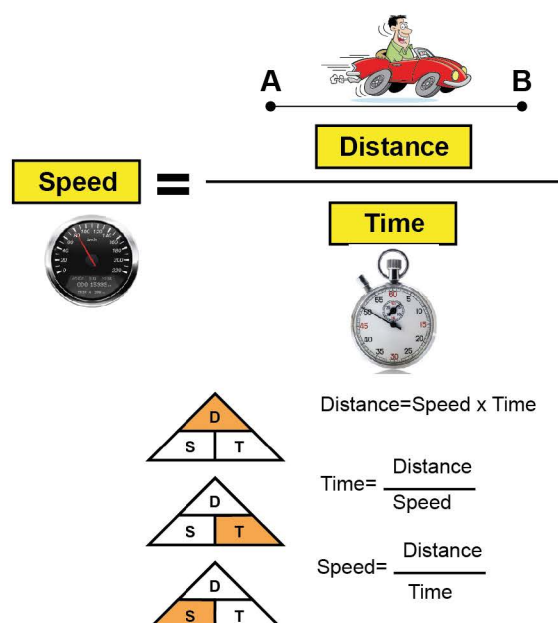 A B
Distance
Speed =
Time
D
S T
Distance=Speed x Time
D
S T
Time= Distance
Speed
D
S T
Speed= Distance
Time